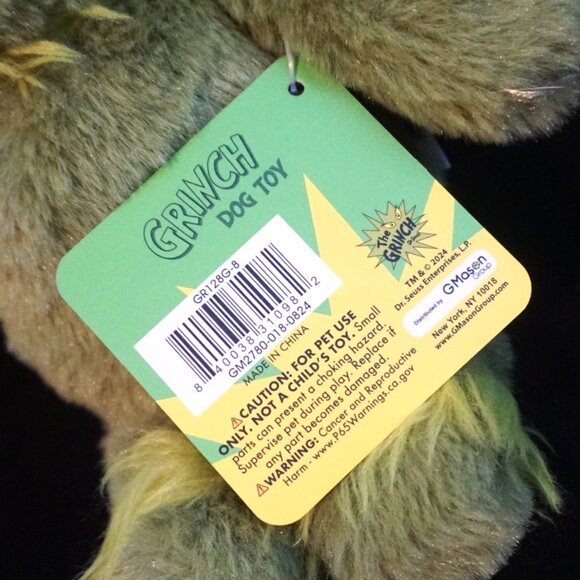 GRINCH
DOG TOY
GR128G-8
8 40038 31098 2
GM2780-018-0824
MADE IN CHINA
⚠CAUTION: FOR PET USE
ONLY. NOT A CHILD'S TOY. Small
parts can present a choking hazard.
Supervise pet during play. Replace if
any part becomes damaged.
⚠WARNING: Cancer and Reproductive
Harm - www.P65Warnings.ca.gov
The
GRINCH
TM & © 2024
Dr. Seuss Enterprises, L.P.
Distributed by GMason
Group
New York, NY 10018
www.GMasonGroup.com